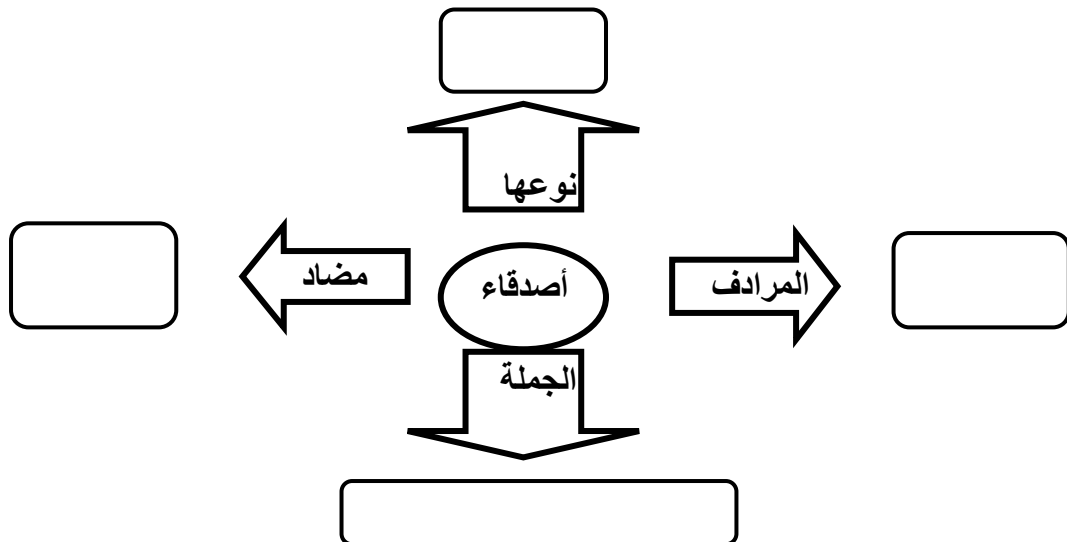 نوعها
المرادف
أصدقاء
مضاد
الجملة